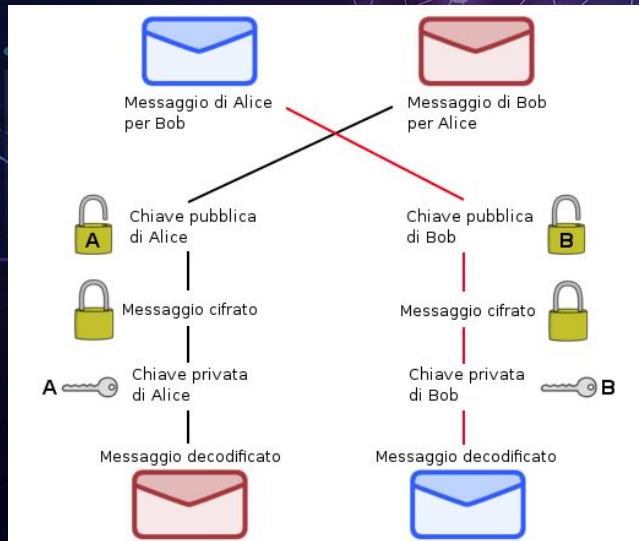 Messaggio di Alice
per Bob
Messaggio di Bob
per Alice
A
Chiave pubblica
di Alice
Chiave pubblica
di Bob
B
Messaggio cifrato
Messaggio cifrato
A
Chiave privata
di Alice
Chiave privata
di Bob
B
Messaggio decodificato
Messaggio decodificato